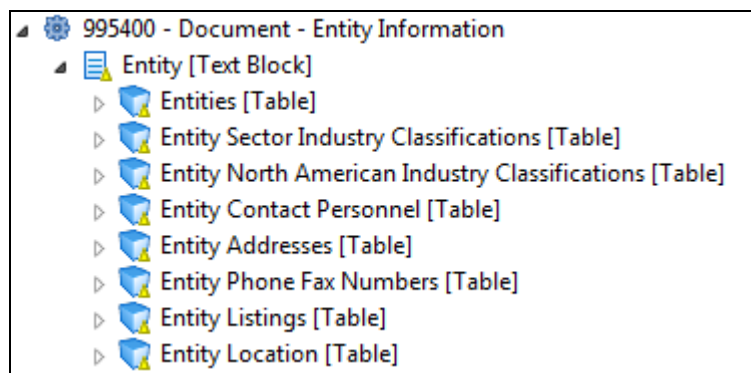 995400 - Document - Entity Information
Entity [Text Block]
Entities [Table]
Entity Sector Industry Classifications [Table]
Entity North American Industry Classifications [Table]
Entity Contact Personnel [Table]
Entity Addresses [Table]
Entity Phone Fax Numbers [Table]
Entity Listings [Table]
Entity Location [Table]